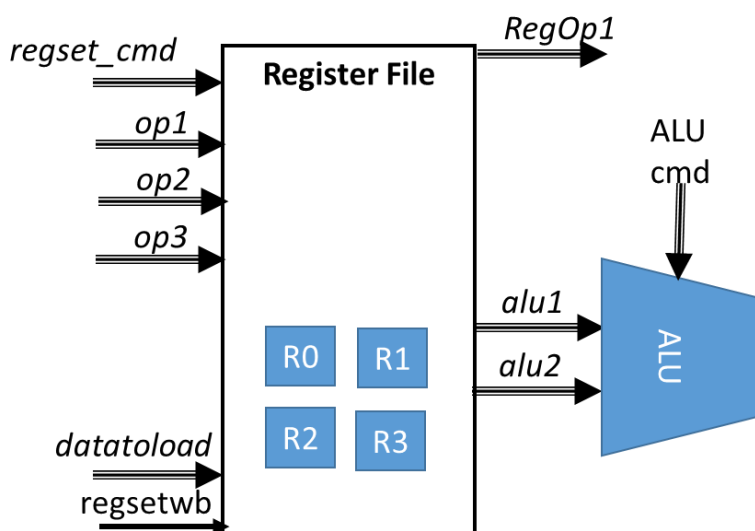 regset_cmd
op1
op2
op3
datatoload
regsetwb
Register File
R0
R1
R2
R3
RegOp1
alu1
alu2
ALU
cmd
ALU